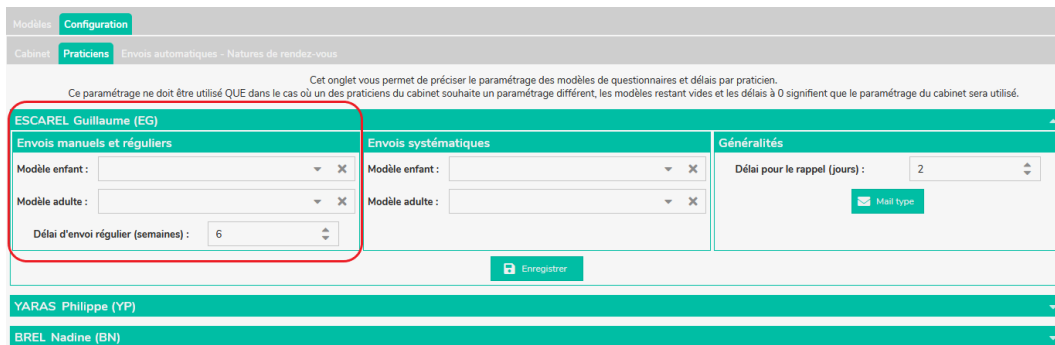 Modèles Configuration
Cabinet Praticiens Envois automatiques - Natures de rendez-vous
Cet onglet vous permet de préciser le paramétrage des modèles de questionnaires et délais par praticien.
Ce paramétrage ne doit être utilisé QUE dans le cas où un des praticiens du cabinet souhaite un paramétrage différent, les modèles restant vides et les délais à 0 signifient que le paramétrage du cabinet sera utilisé.
ESCAREL Guillaume (EG)
Envois manuels et réguliers
Modèle enfant :
Modèle adulte :
Délai d'envoi régulier (semaines) : 6
Envois systématiques
Modèle enfant :
Modèle adulte :
Généralités
Délai pour le rappel (jours) : 2
Mail type
Enregistrer
YARAS Philippe (YP)
BREL Nadine (BN)